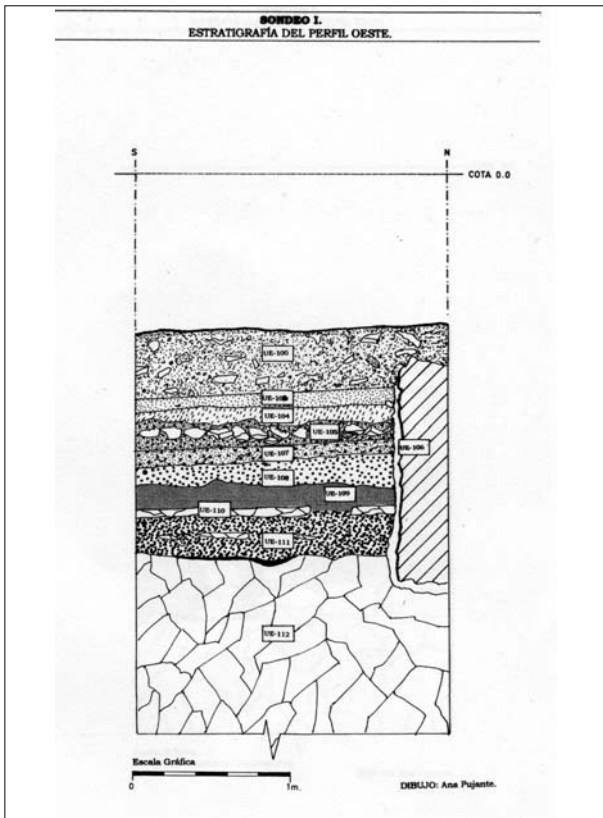 SONDEO I.
ESTRATIGRAFÍA DEL PERFIL OESTE.
S
N
COTA 0.0
UE-100
UE-104
UE-105
UE-106
UE-107
UE-108
UE-109
UE-110
UE-111
UE-112
Escala Gráfica
0
1m.
DIBUJO: Ana Pujante.